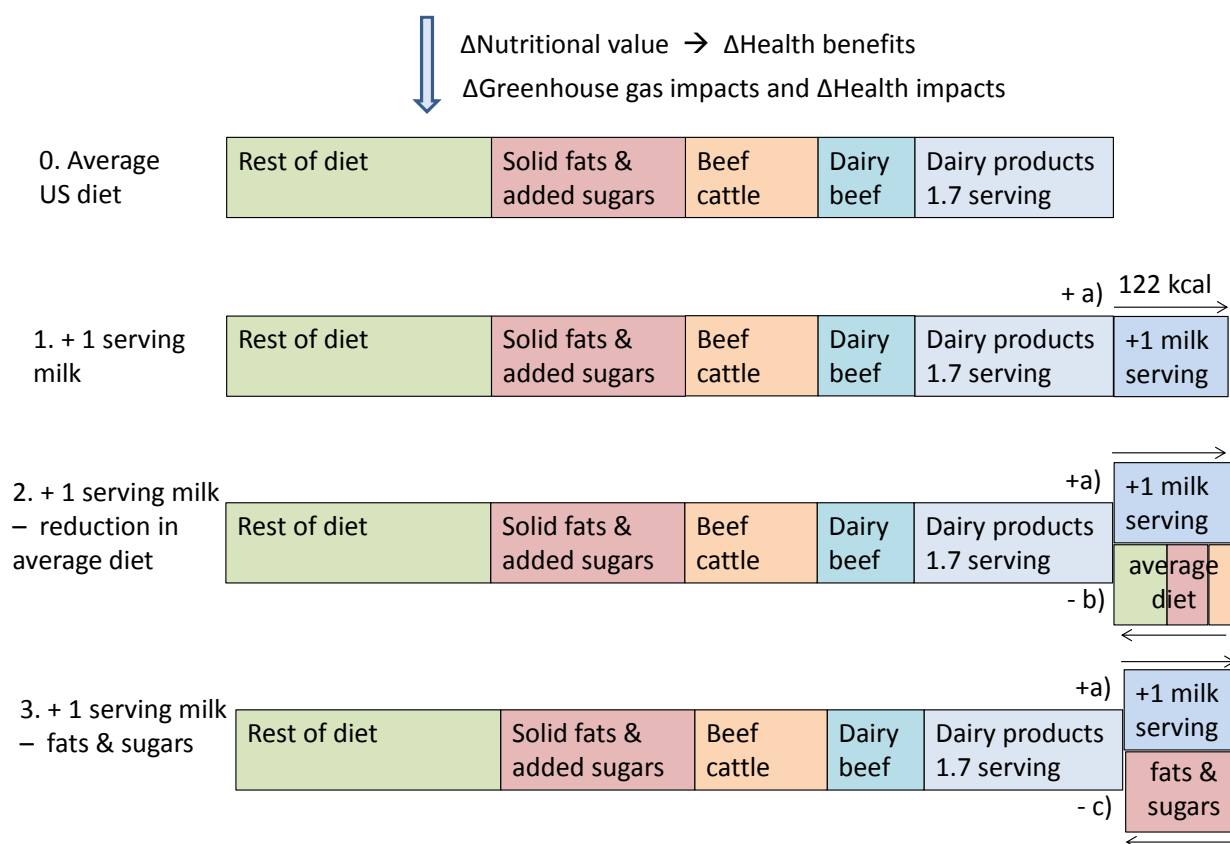 ΔNutritional value → ΔHealth benefits
ΔGreenhouse gas impacts and ΔHealth impacts
0. Average
US diet
Rest of diet
Solid fats &
added sugars
Beef
cattle
Dairy
beef
Dairy products
1.7 serving
+ a)
122 kcal
1. + 1 serving
milk
Rest of diet
Solid fats &
added sugars
Beef
cattle
Dairy
beef
Dairy products
1.7 serving
+1 milk
serving
2. + 1 serving milk
– reduction in
average diet
Rest of diet
Solid fats &
added sugars
Beef
cattle
Dairy
beef
Dairy products
1.7 serving
+a)
+1 milk
serving
- b)
average
diet
3. + 1 serving milk
– fats & sugars
Rest of diet
Solid fats &
added sugars
Beef
cattle
Dairy
beef
Dairy products
1.7 serving
+a)
+1 milk
serving
- c)
fats &
sugars